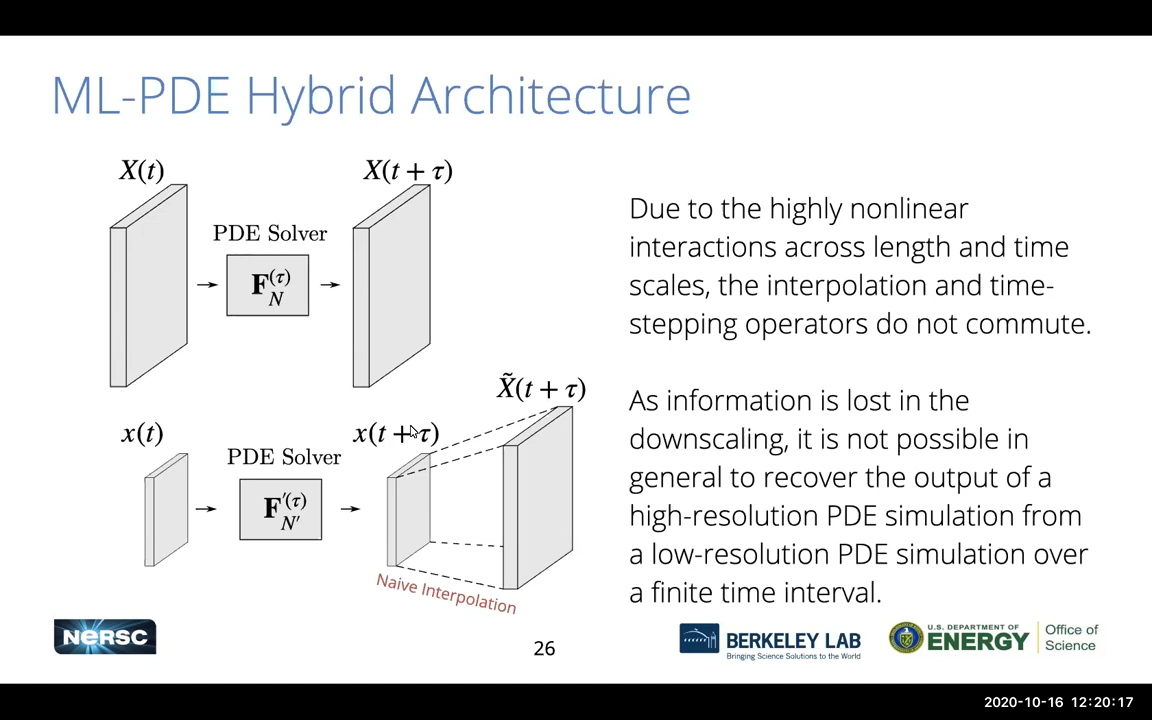 ML-PDE Hybrid Architecture
X(t)
X(t + τ)
PDE Solver
F_N^(τ)
x(t)
x(t + τ)
X̃(t + τ)
PDE Solver
F′_N′^(τ)
Naive Interpolation
Due to the highly nonlinear
interactions across length and time
scales, the interpolation and time-
stepping operators do not commute.
As information is lost in the
downscaling, it is not possible in
general to recover the output of a
high-resolution PDE simulation from
a low-resolution PDE simulation over
a finite time interval.
NERSC
26
BERKELEY LAB
Bringing Science Solutions to the World
U.S. DEPARTMENT OF
ENERGY
Office of
Science
2020-10-16 12:20:17